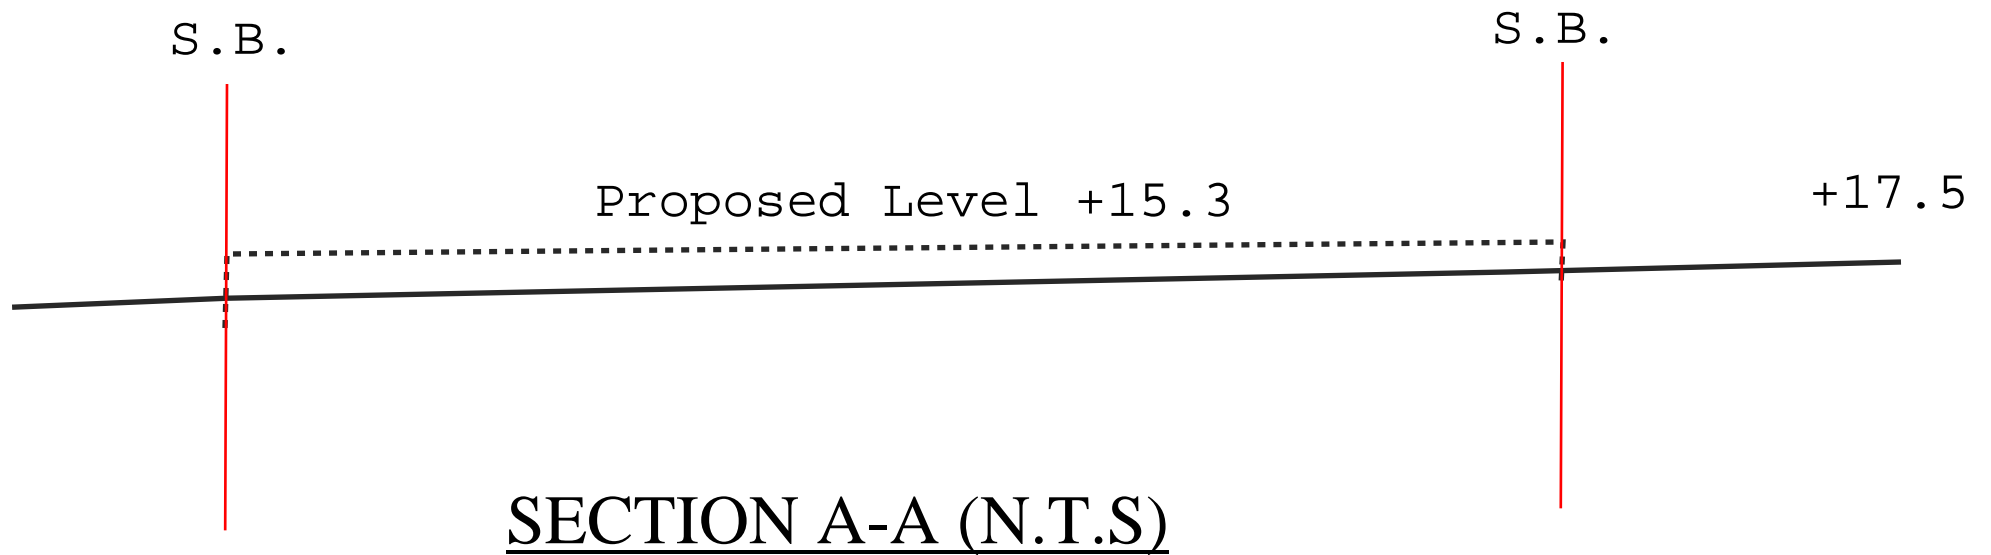 S.B.
S.B.
Proposed Level +15.3
+17.5
SECTION A-A (N.T.S)